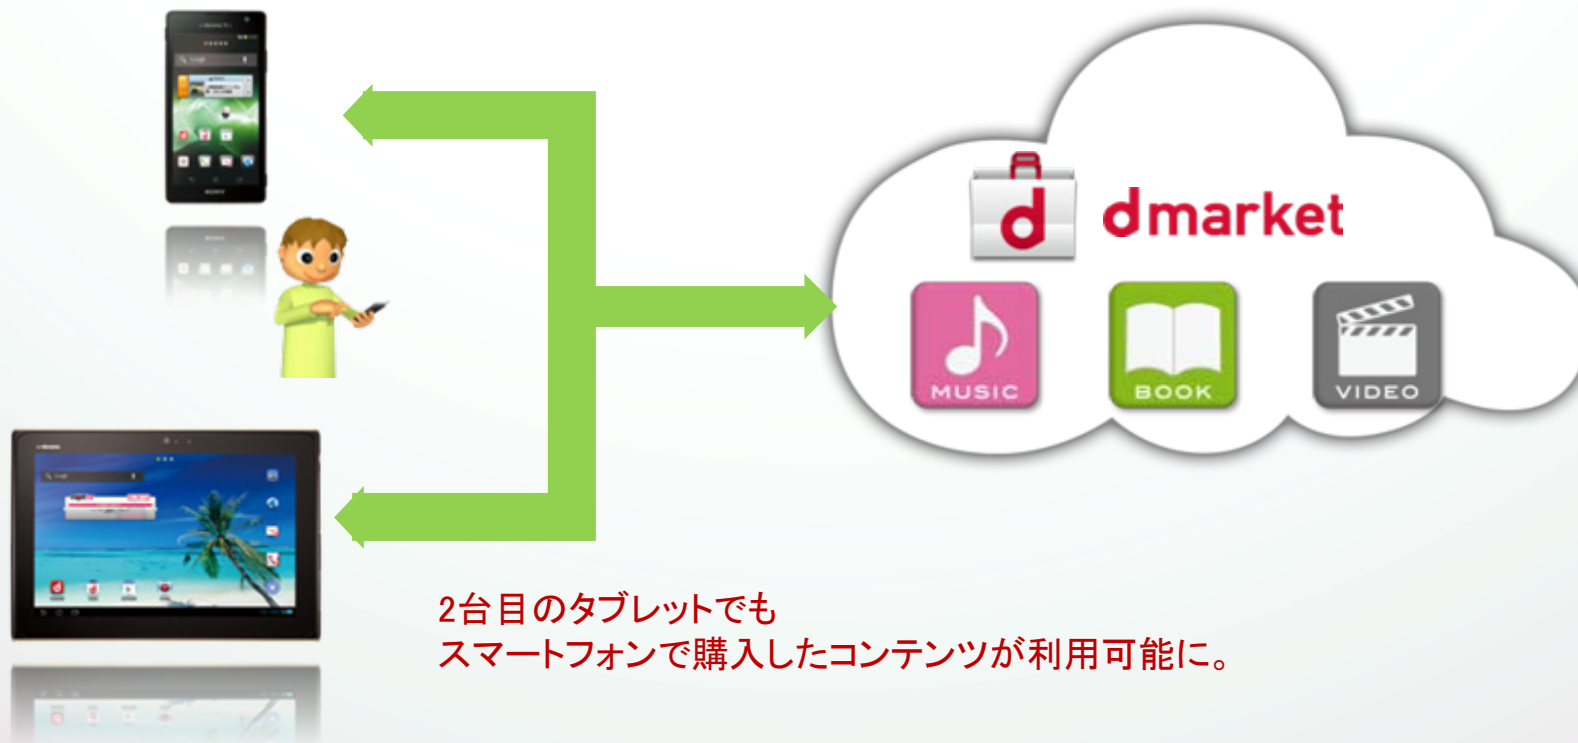 SONY
Google
d dmarket
MUSIC
BOOK
VIDEO
2台目のタブレットでも
スマートフォンで購入したコンテンツが利用可能に。